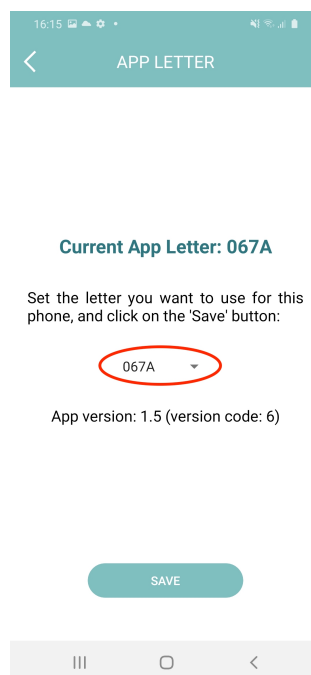 16:15
APP LETTER
Current App Letter: 067A
Set the letter you want to use for this
phone, and click on the 'Save' button:
067A
App version: 1.5 (version code: 6)
SAVE